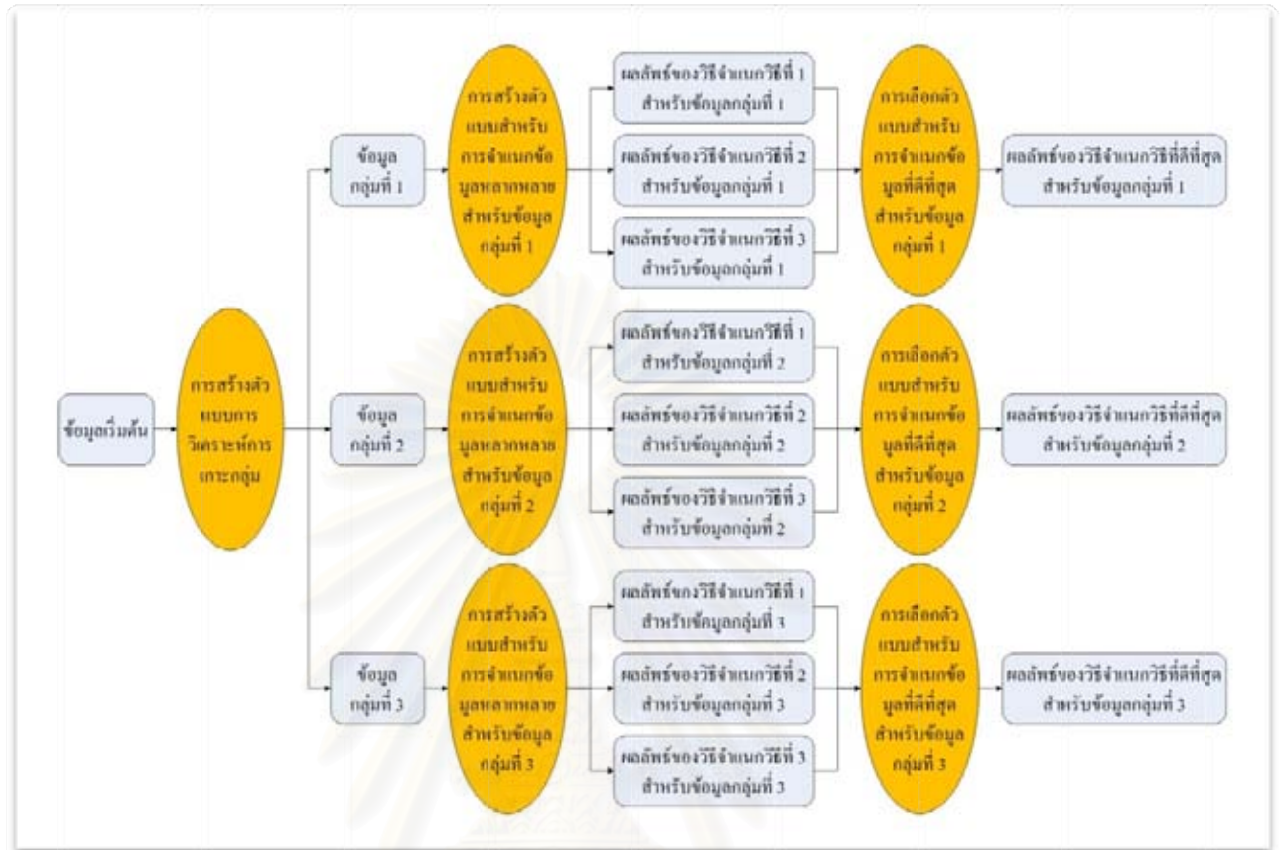 ข้อมูลเริ่มต้น
การสร้างตัว
แบบการ
วิเคราะห์การ
เกาะกลุ่ม
ข้อมูล
กลุ่มที่ 1
การสร้างตัว
แบบสำหรับ
การจำแนกข้อ
มูลหลากหลาย
สำหรับข้อมูล
กลุ่มที่ 1
ผลลัพธ์ของวิธีจำแนกวิธีที่ 1
สำหรับข้อมูลกลุ่มที่ 1
ผลลัพธ์ของวิธีจำแนกวิธีที่ 2
สำหรับข้อมูลกลุ่มที่ 1
ผลลัพธ์ของวิธีจำแนกวิธีที่ 3
สำหรับข้อมูลกลุ่มที่ 1
การเลือกตัว
แบบสำหรับ
การจำแนกข้อ
มูลที่ดีที่สุด
สำหรับข้อมูล
กลุ่มที่ 1
ผลลัพธ์ของวิธีจำแนกวิธีที่ดีที่สุด
สำหรับข้อมูลกลุ่มที่ 1
ข้อมูล
กลุ่มที่ 2
การสร้างตัว
แบบสำหรับ
การจำแนกข้อ
มูลหลากหลาย
สำหรับข้อมูล
กลุ่มที่ 2
ผลลัพธ์ของวิธีจำแนกวิธีที่ 1
สำหรับข้อมูลกลุ่มที่ 2
ผลลัพธ์ของวิธีจำแนกวิธีที่ 2
สำหรับข้อมูลกลุ่มที่ 2
ผลลัพธ์ของวิธีจำแนกวิธีที่ 3
สำหรับข้อมูลกลุ่มที่ 2
การเลือกตัว
แบบสำหรับ
การจำแนกข้อ
มูลที่ดีที่สุด
สำหรับข้อมูล
กลุ่มที่ 2
ผลลัพธ์ของวิธีจำแนกวิธีที่ดีที่สุด
สำหรับข้อมูลกลุ่มที่ 2
ข้อมูล
กลุ่มที่ 3
การสร้างตัว
แบบสำหรับ
การจำแนกข้อ
มูลหลากหลาย
สำหรับข้อมูล
กลุ่มที่ 3
ผลลัพธ์ของวิธีจำแนกวิธีที่ 1
สำหรับข้อมูลกลุ่มที่ 3
ผลลัพธ์ของวิธีจำแนกวิธีที่ 2
สำหรับข้อมูลกลุ่มที่ 3
ผลลัพธ์ของวิธีจำแนกวิธีที่ 3
สำหรับข้อมูลกลุ่มที่ 3
การเลือกตัว
แบบสำหรับ
การจำแนกข้อ
มูลที่ดีที่สุด
สำหรับข้อมูล
กลุ่มที่ 3
ผลลัพธ์ของวิธีจำแนกวิธีที่ดีที่สุด
สำหรับข้อมูลกลุ่มที่ 3